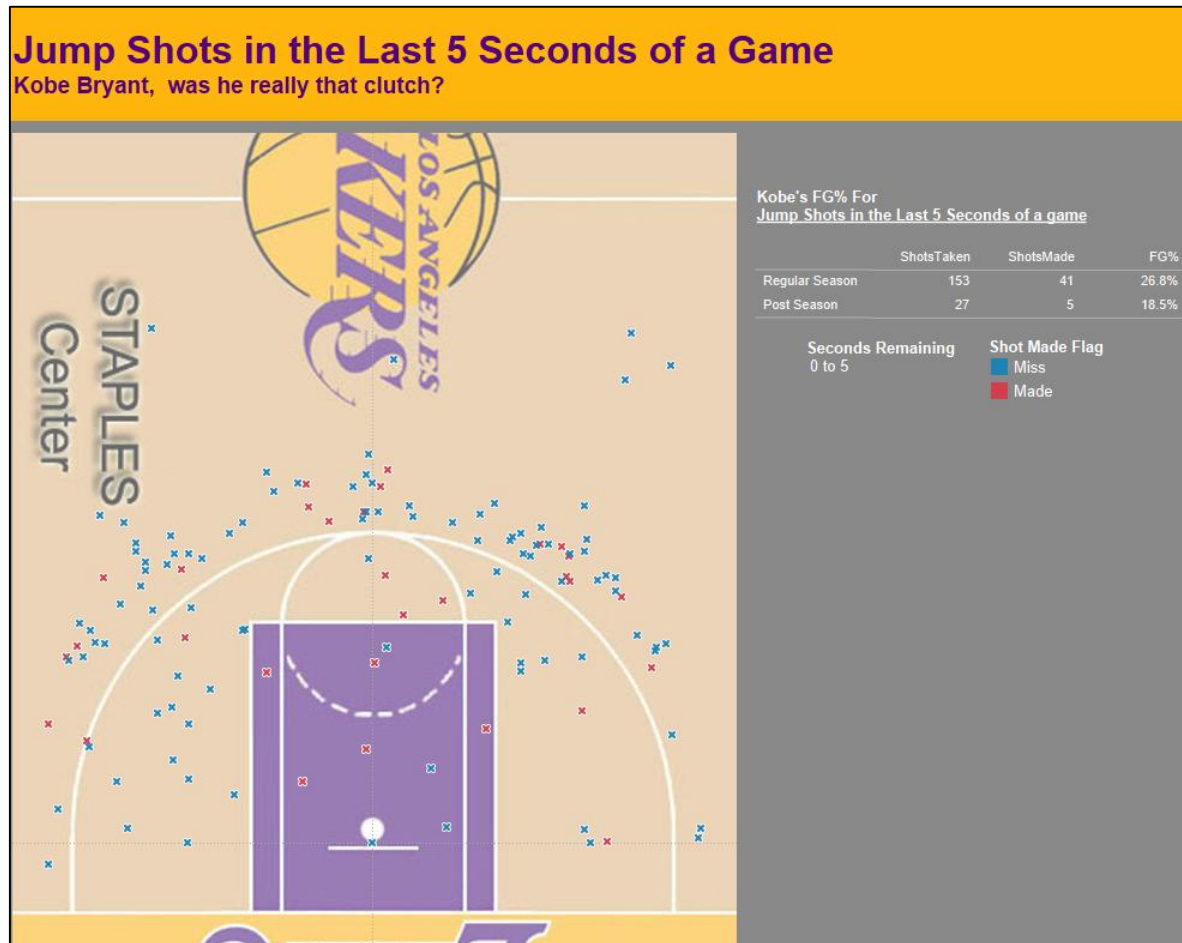 Jump Shots in the Last 5 Seconds of a Game
Kobe Bryant, was he really that clutch?
LOS ANGELES
KERS
STAPLES
Center
Kobe's FG% For
Jump Shots in the Last 5 Seconds of a game
ShotsTaken ShotsMade FG%
Regular Season 153 41 26.8%
Post Season 27 5 18.5%
Seconds Remaining
0 to 5
Shot Made Flag
Miss
Made